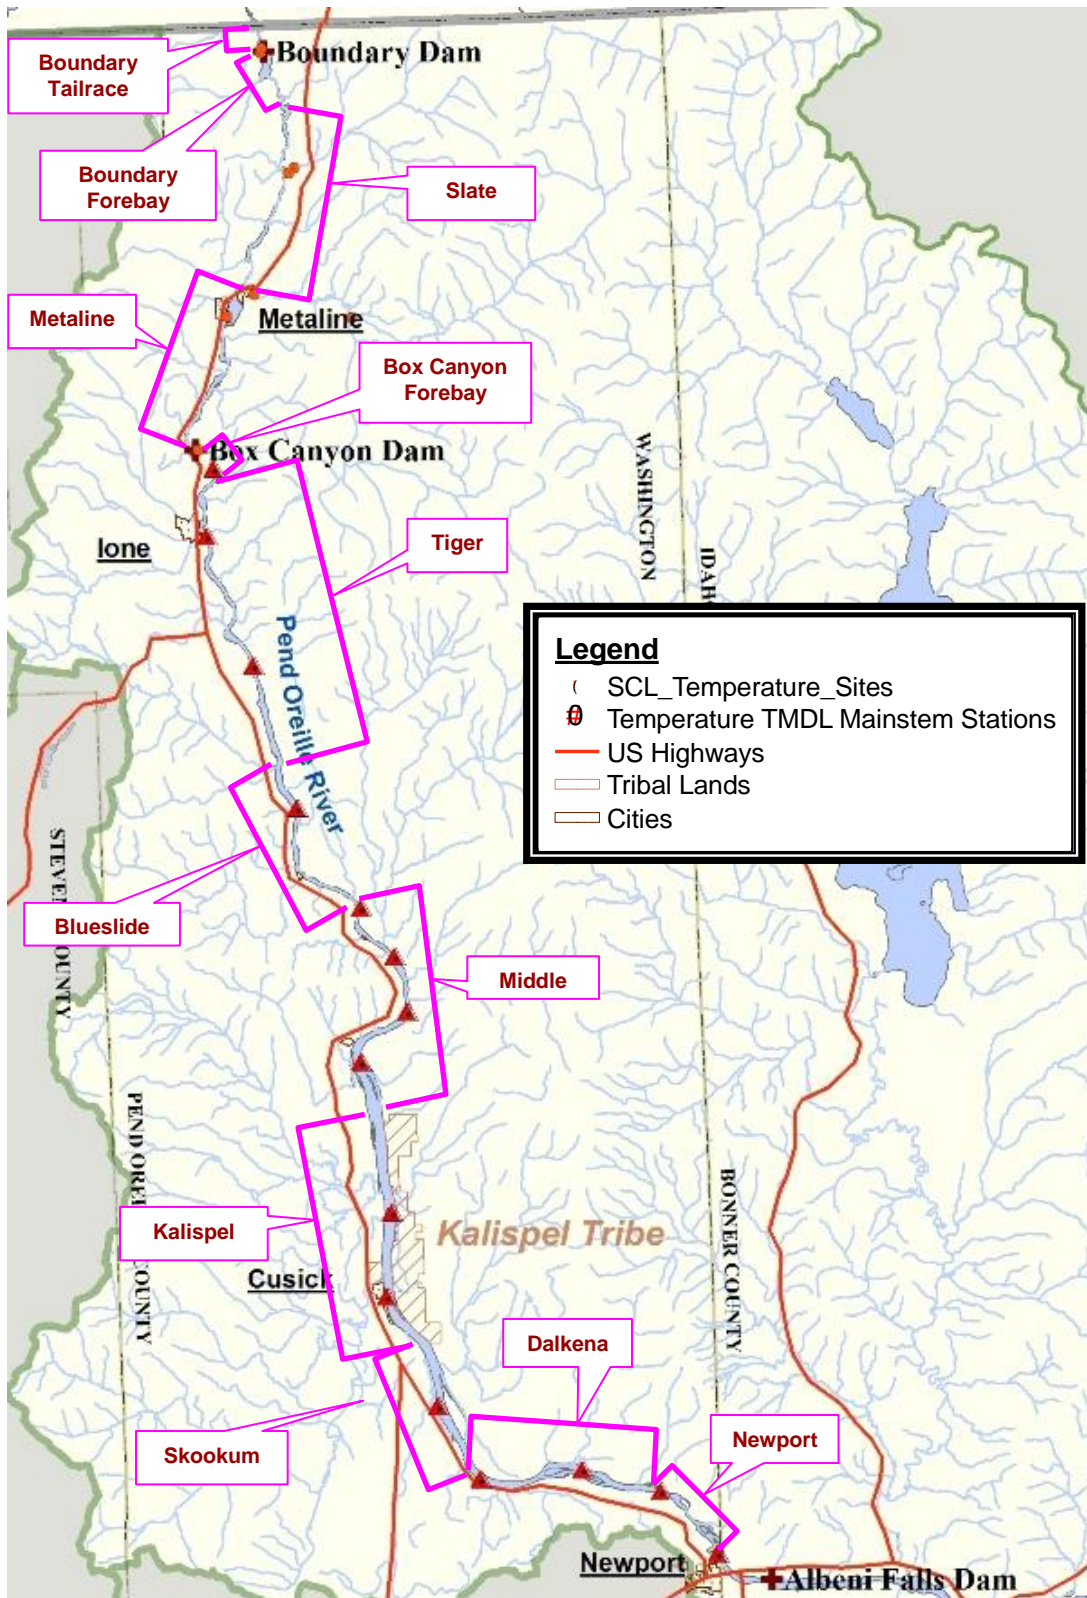 Boundary Dam
Boundary
Tailrace
Boundary
Forebay
Slate
Metaline
Metaline
Box Canyon
Forebay
Box Canyon Dam
WASHINGTON
Ione
Tiger
Pend Oreille River
Legend
SCL_Temperature_Sites
Temperature TMDL Mainstem Stations
US Highways
Tribal Lands
Cities
Blueslide
Middle
PEND
COUNTY
BONNER COUNTY
Kalispel
Kalispel Tribe
Cusick
Dalkena
Skookum
Newport
Newport
Albeni Falls Dam